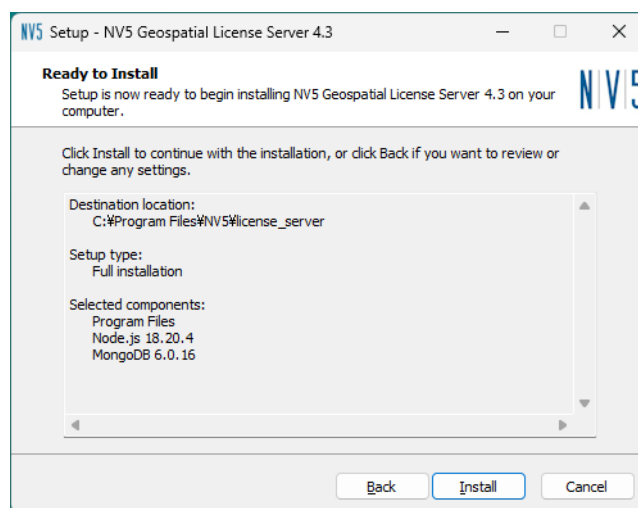 NV5 Setup - NV5 Geospatial License Server 4.3
Ready to Install
Setup is now ready to begin installing NV5 Geospatial License Server 4.3 on your
computer.
N|V|5
Click Install to continue with the installation, or click Back if you want to review or
change any settings.
Destination location:
C:¥Program Files¥NV5¥license_server
Setup type:
Full installation
Selected components:
Program Files
Node.js 18.20.4
MongoDB 6.0.16
Back
Install
Cancel